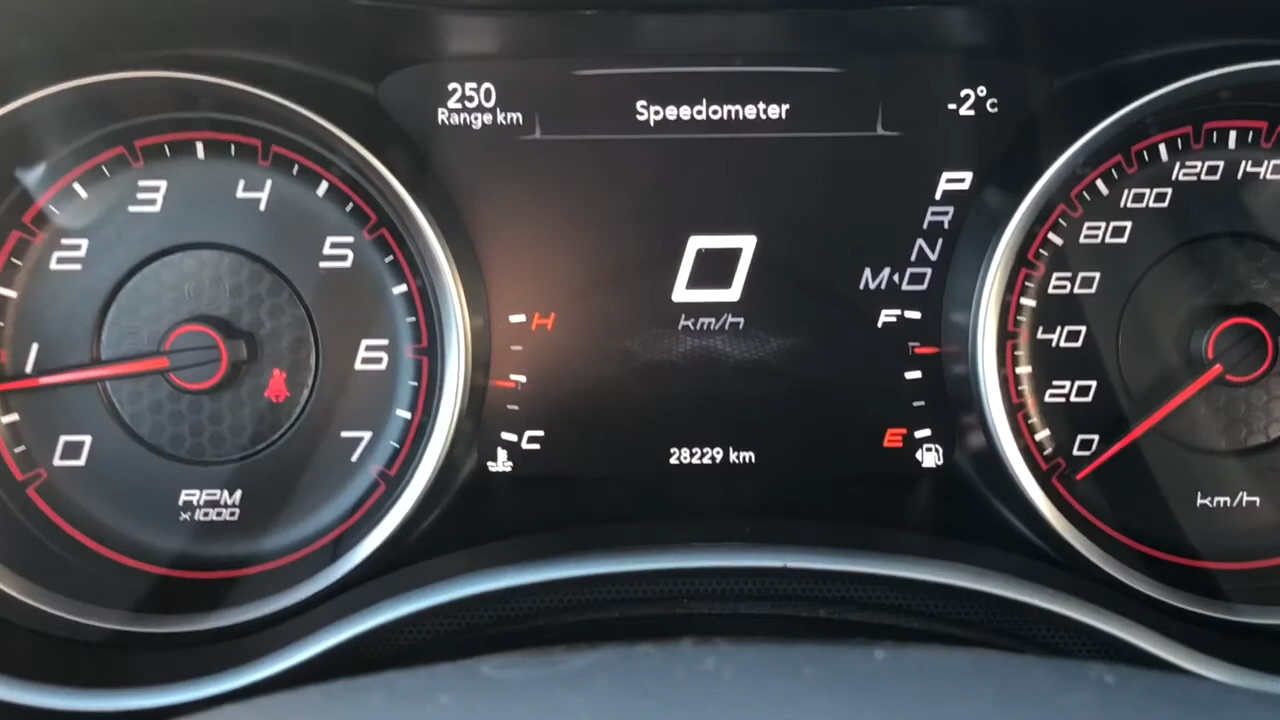 250
Range km
Speedometer
-2°C
P
R
N
M◂D
0
km/h
H
C
F
E
28229 km
0
1
2
3
4
5
6
7
RPM
x1000
0
20
40
60
80
100
120
140
km/h